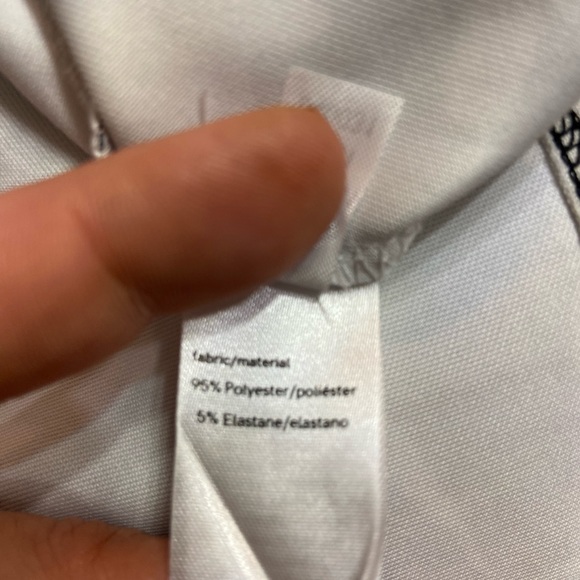 fabric/material
95% Polyester/poliéster
5% Elastane/elastano